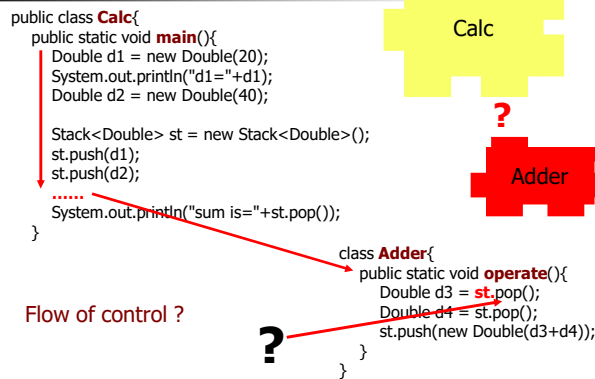 public class Calc{
public static void main(){
Double d1 = new Double(20);
System.out.println("d1="+d1);
Double d2 = new Double(40);
Stack<Double> st = new Stack<Double>();
st.push(d1);
st.push(d2);
......
System.out.println("sum is="+st.pop());
}
Calc
?
Adder
class Adder{
public static void operate(){
Double d3 = st.pop();
Double d4 = st.pop();
st.push(new Double(d3+d4));
}
}
Flow of control ?
?